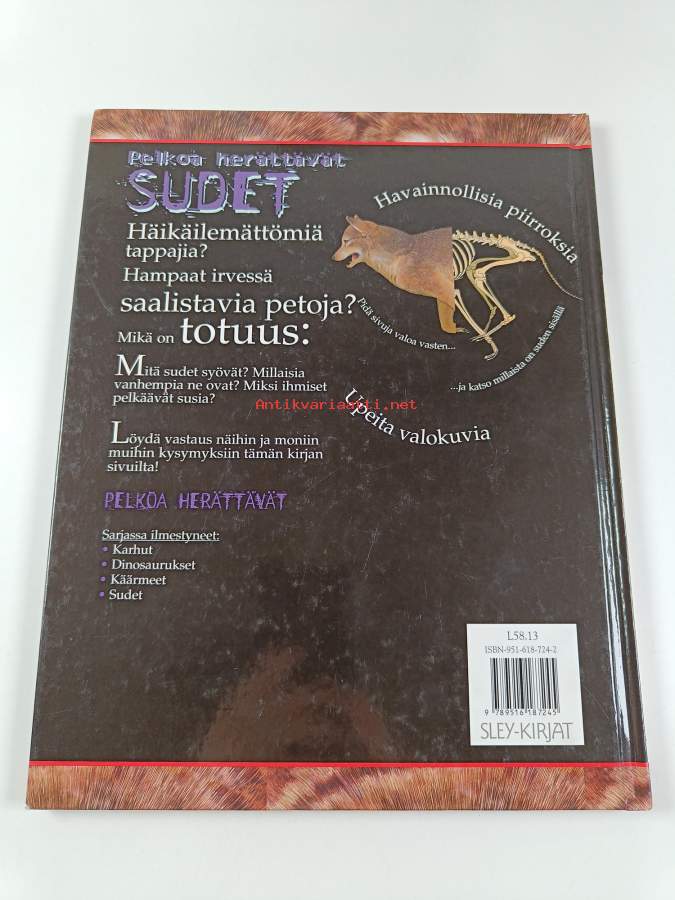 Pelkoa herättävät
SUDET
Häikäilemättömiä
tappajia?
Hampaat irvessä
saalistavia petoja?
Mikä on totuus:
Mitä sudet syövät? Millaisia
vanhempia ne ovat? Miksi ihmiset
pelkäävät susia?
Löydä vastaus näihin ja moniin
muihin kysymyksiin tämän kirjan
sivuilta!
Havainnollisia piirroksia
Pidä sivuja valoa vasten...
...ja katso millaista on suden sisällä
Upeita valokuvia
Antikvariaatti.net
PELKOA HERÄTTÄVÄT
Sarjassa ilmestyneet:
• Karhut
• Dinosaurukset
• Käärmeet
• Sudet
L58.13
ISBN-951-618-724-2
9 789516 187245
SLEY-KIRJAT